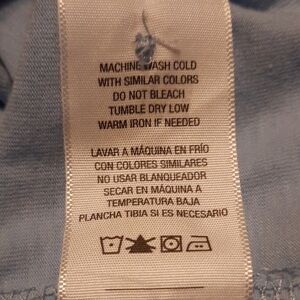 MACHINE WASH COLD
WITH SIMILAR COLORS
DO NOT BLEACH
TUMBLE DRY LOW
WARM IRON IF NEEDED
LAVAR A MÁQUINA EN FRÍO
CON COLORES SIMILARES
NO USAR BLANQUEADOR
SECAR EN MÁQUINA A
TEMPERATURA BAJA
PLANCHA TIBIA SI ES NECESARIO